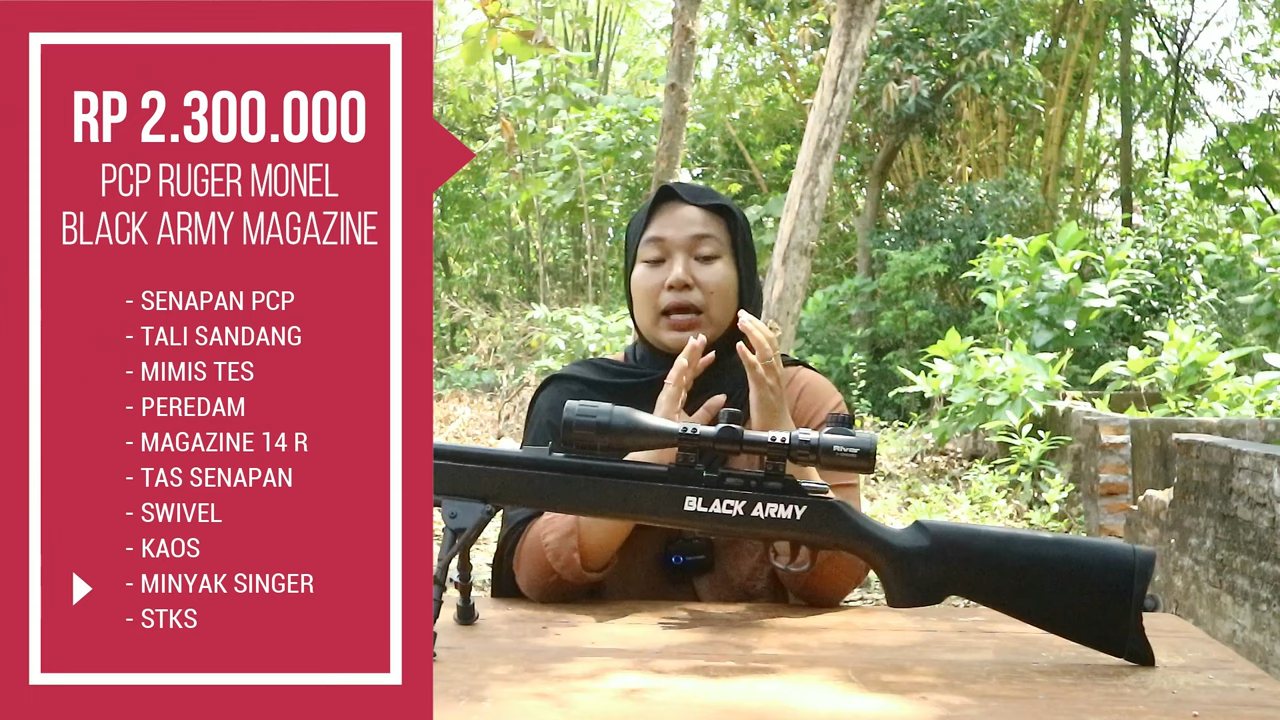 RP 2.300.000
PCP RUGER MONEL
BLACK ARMY MAGAZINE
- SENAPAN PCP
- TALI SANDANG
- MIMIS TES
- PEREDAM
- MAGAZINE 14 R
- TAS SENAPAN
- SWIVEL
- KAOS
- MINYAK SINGER
- STKS
River
BLACK ARMY